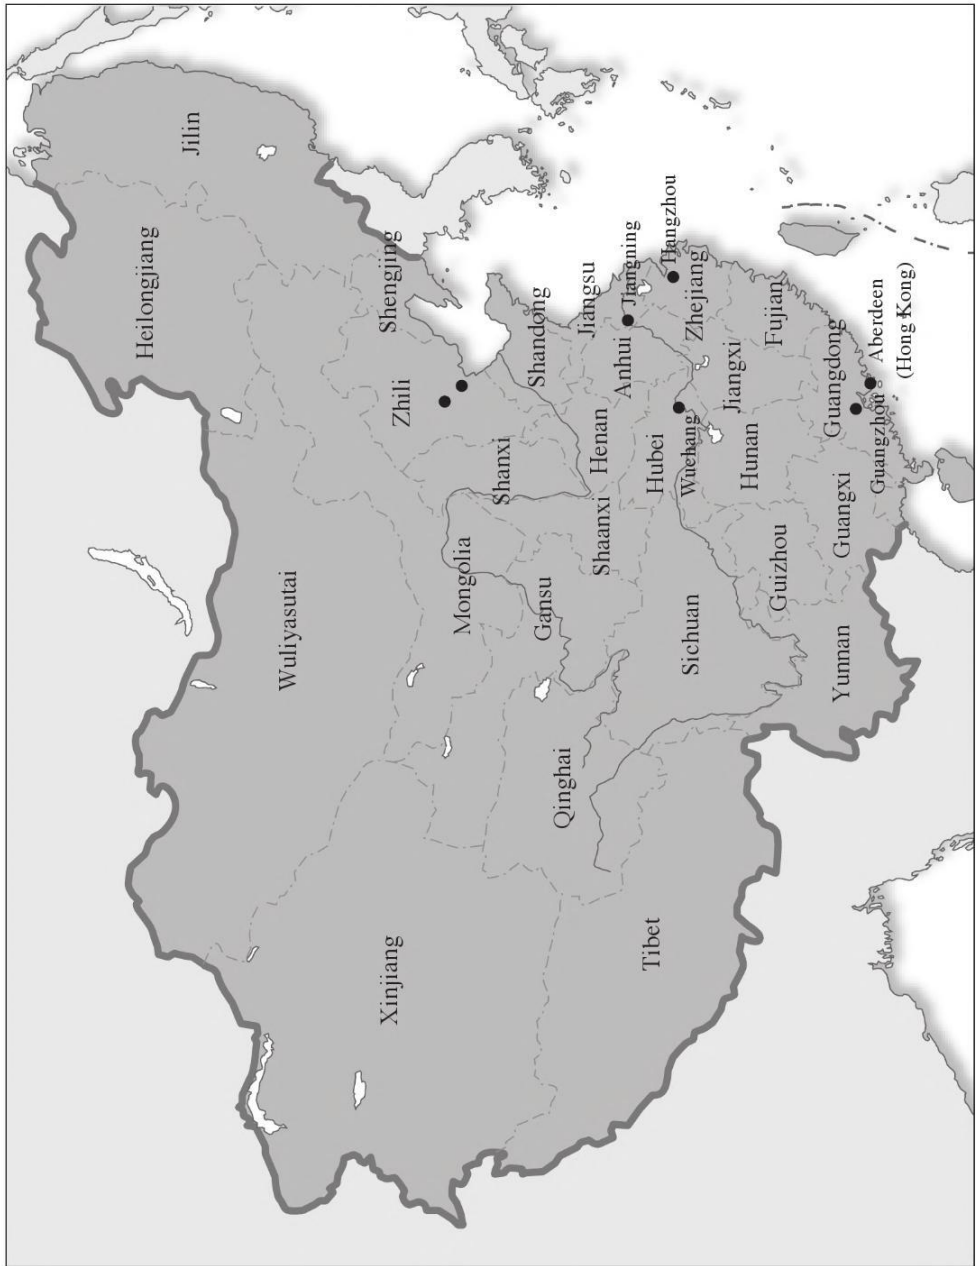 Jilin
Heilongjiang
Shengjing
Zhili
Wuliyasutai
Xinjiang
Mongolia
Shanxi
Shandong
Gansu
Qinghai
Shaanxi
Henan
Jiangsu
Anhui
Jiangning
Hangzhou
Hubei
Wuchang
Zhejiang
Tibet
Sichuan
Hunan
Jiangxi
Fujian
Guizhou
Guangdong
Guangxi
Yunnan
Guangzhou
Aberdeen
(Hong Kong)